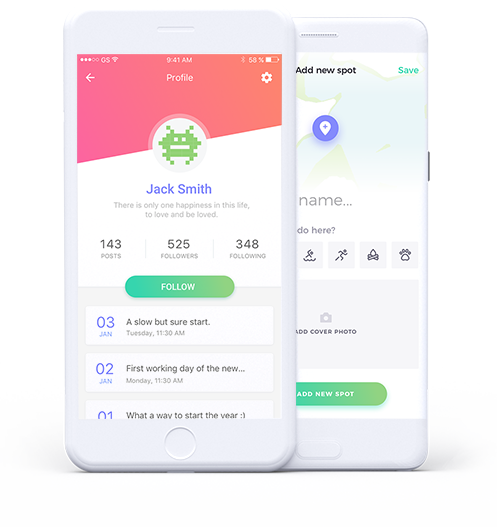 GS 9:41 AM 58 %
Profile
Jack Smith
There is only one happiness in this life,
to love and be loved.
143 525 348
POSTS FOLLOWERS FOLLOWING
FOLLOW
03 A slow but sure start.
JAN Tuesday, 11:30 AM
02 First working day of the new...
JAN Monday, 11:30 AM
01 What a way to start the year :)
Add new spot Save
name...
do here?
ADD COVER PHOTO
ADD NEW SPOT